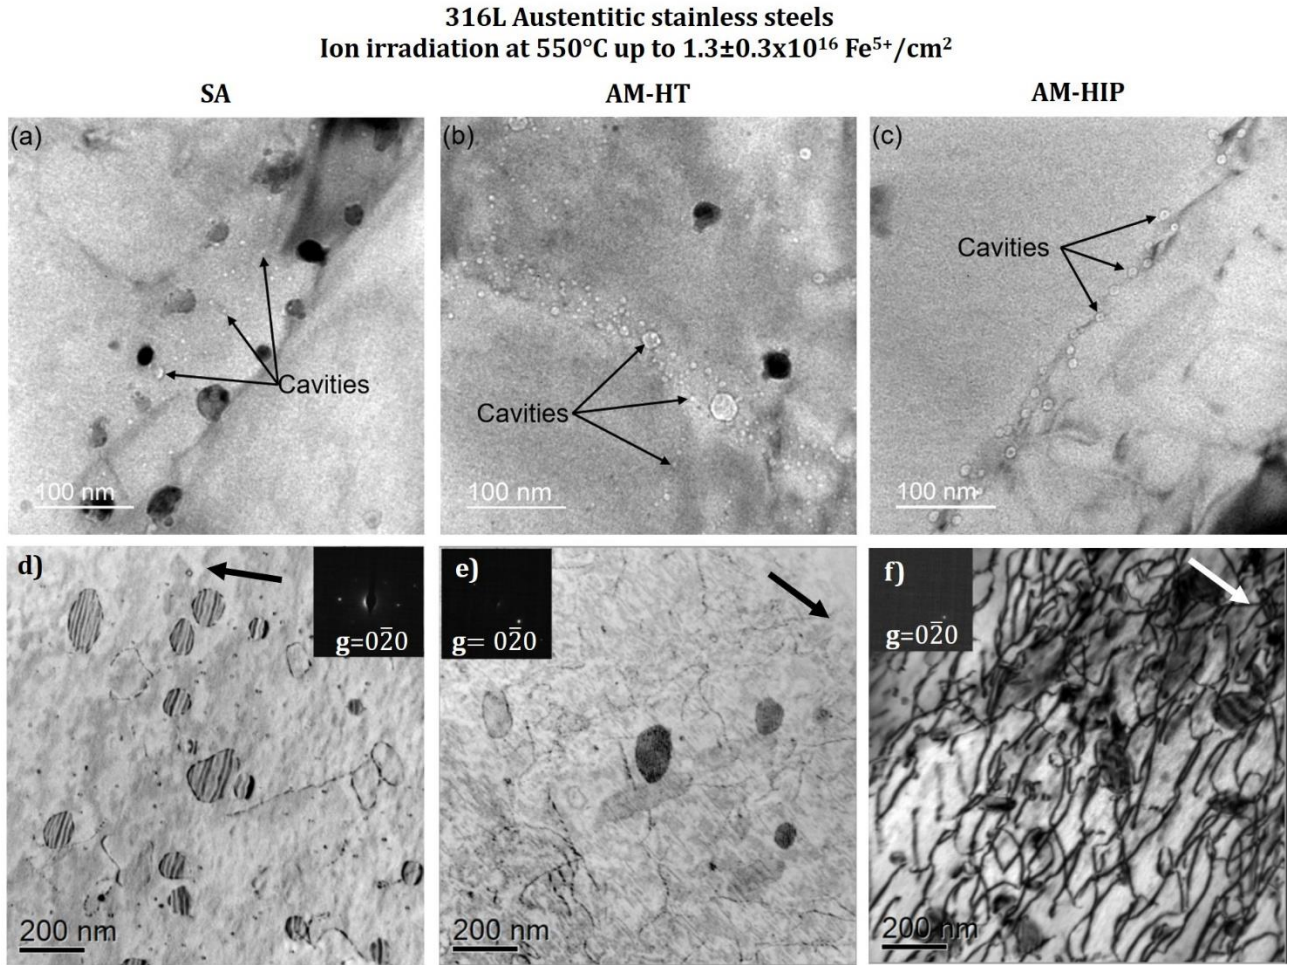 316L Austentitic stainless steels
Ion irradiation at 550°C up to 1.3±0.3x10¹⁶ Fe⁵⁺/cm²
SA
AM-HT
AM-HIP
(a)
Cavities
100 nm
(b)
Cavities
100 nm
(c)
Cavities
100 nm
d)
g=02̅0
200 nm
e)
g= 02̅0
200 nm
f)
g=02̅0
200 nm